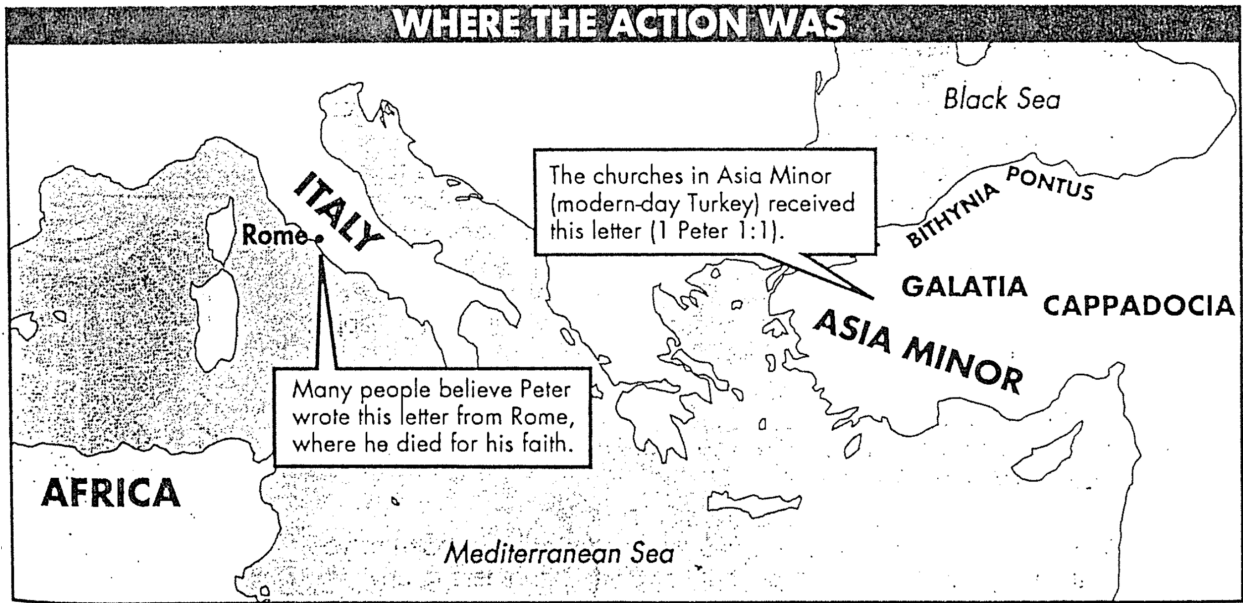 WHERE THE ACTION WAS
Black Sea
The churches in Asia Minor
(modern-day Turkey) received
this letter (1 Peter 1:1).
PONTUS
BITHYNIA
ITALY
Rome
GALATIA
CAPPADOCIA
ASIA MINOR
Many people believe Peter
wrote this letter from Rome,
where he died for his faith.
AFRICA
Mediterranean Sea